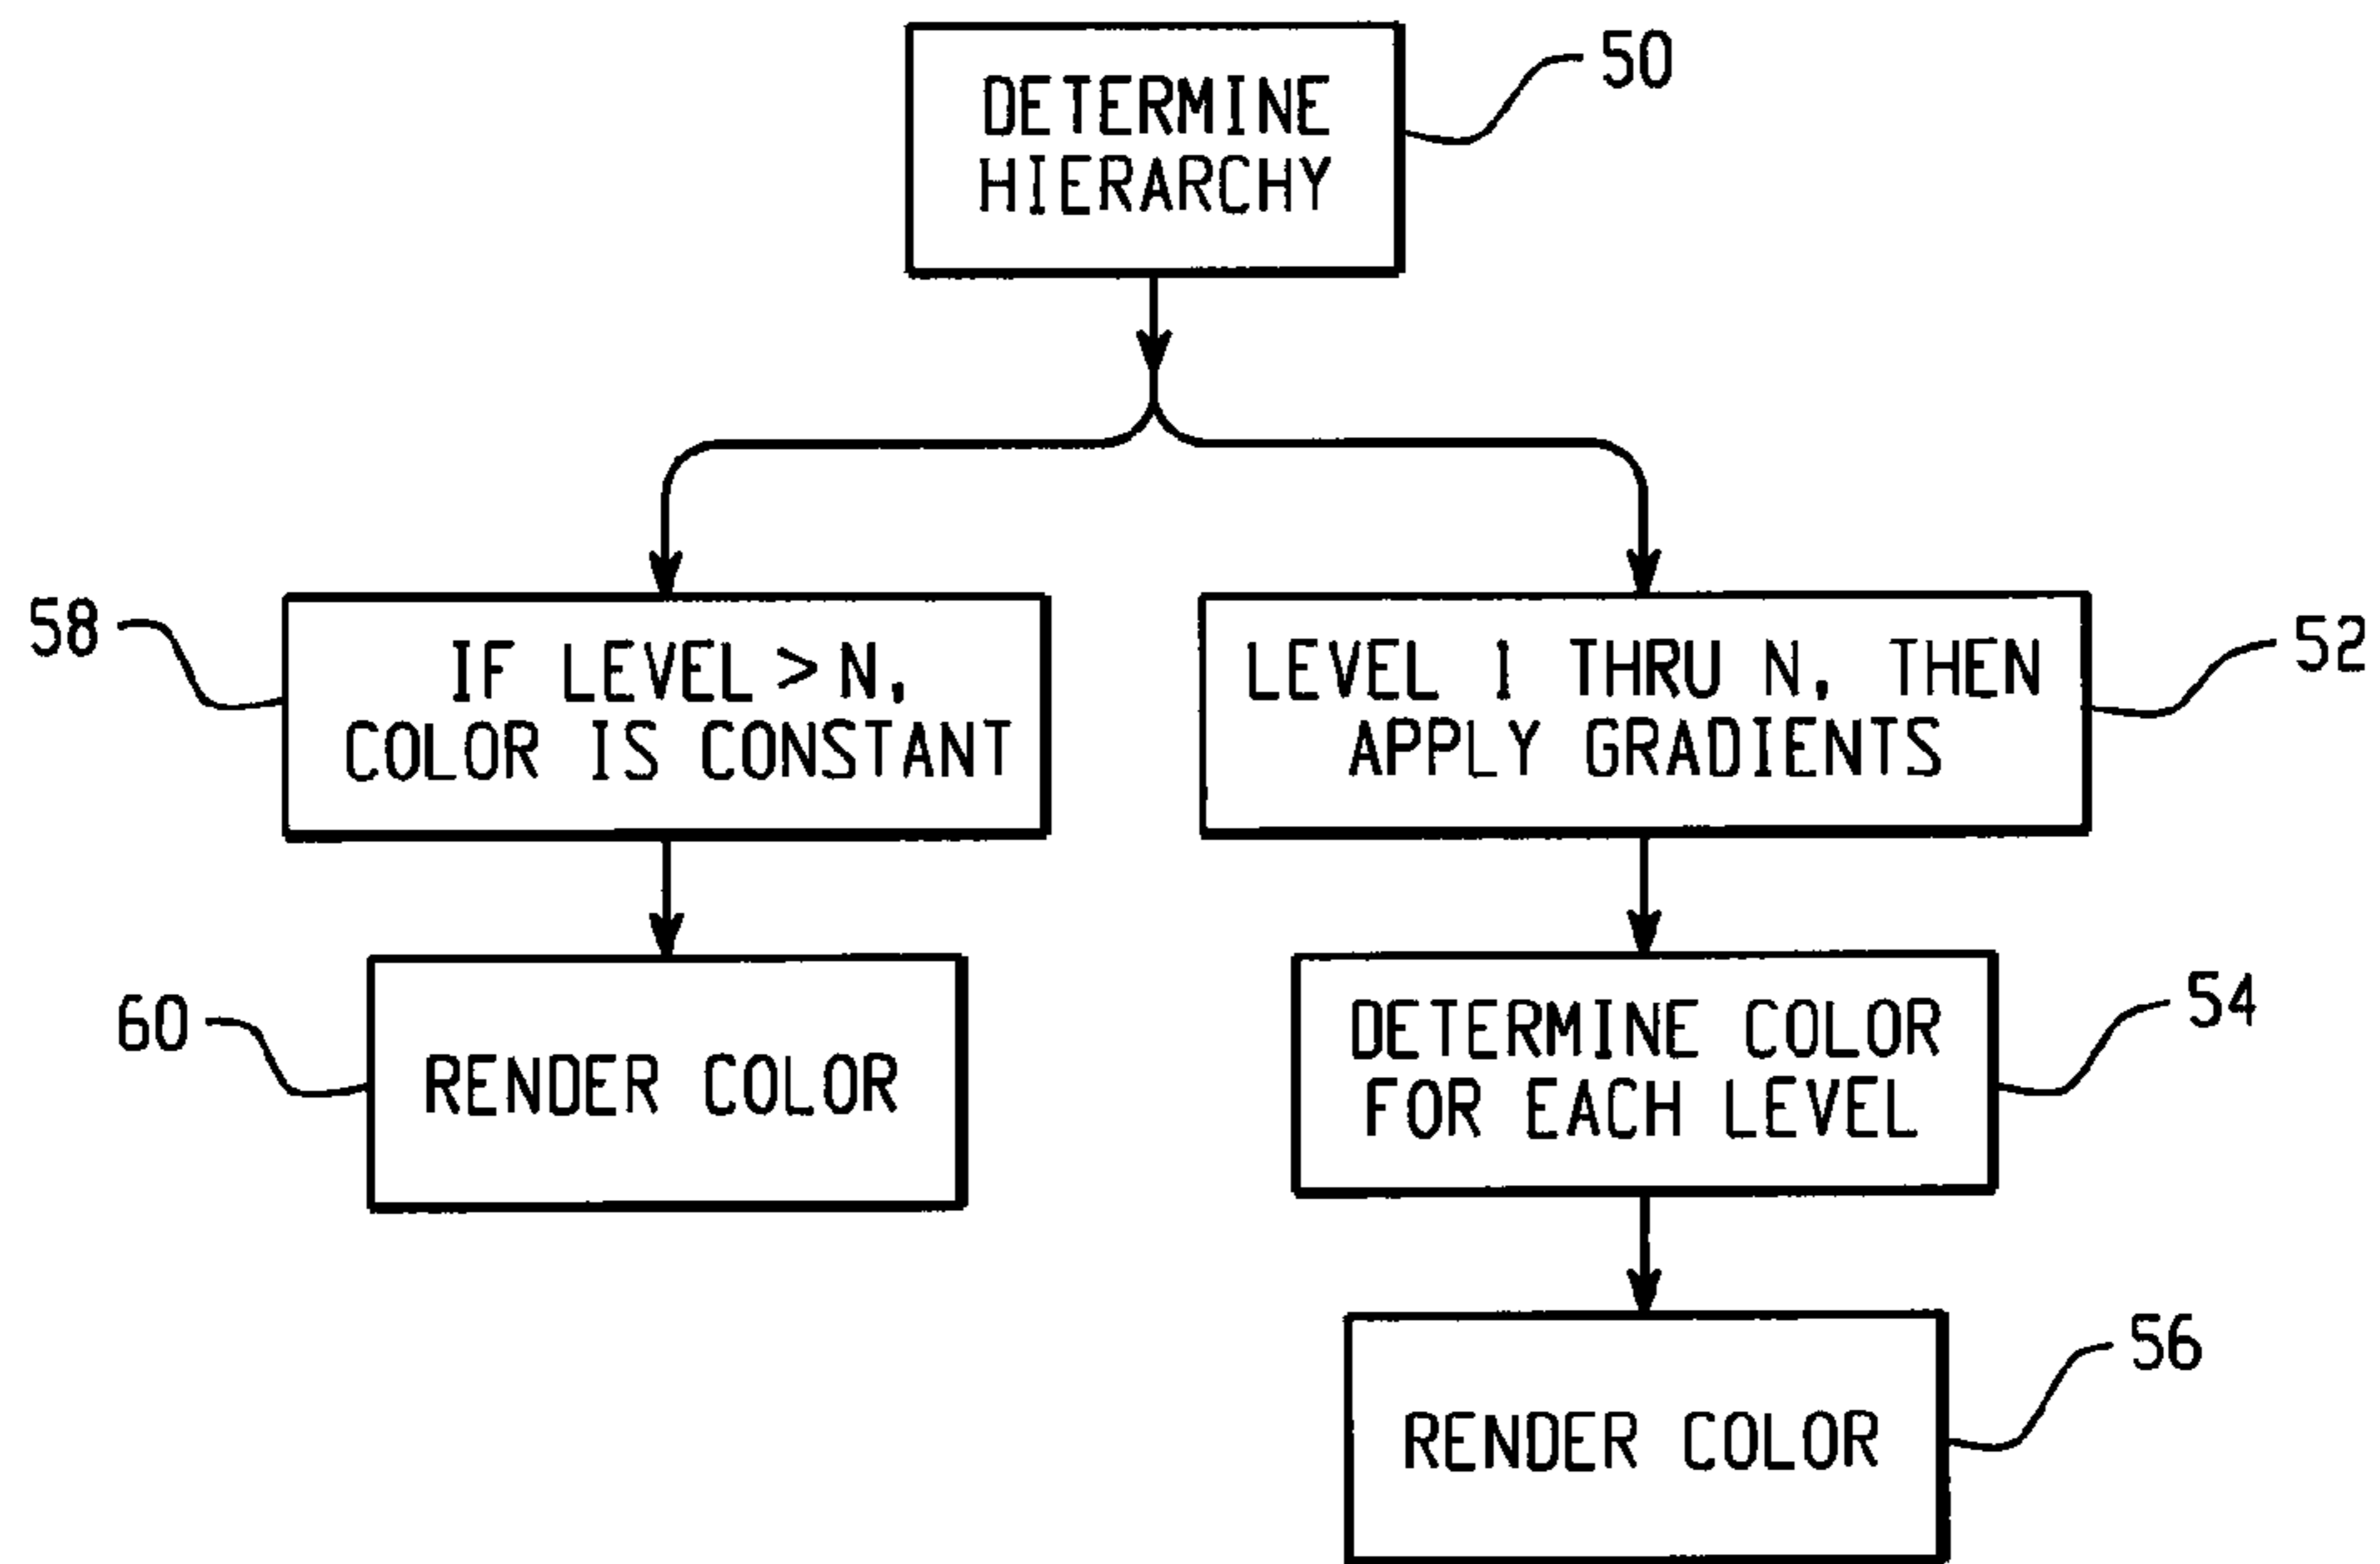 DETERMINE
HIERARCHY
50
58
IF LEVEL > N,
COLOR IS CONSTANT
LEVEL 1 THRU N, THEN
APPLY GRADIENTS
52
60
RENDER COLOR
DETERMINE COLOR
FOR EACH LEVEL
54
RENDER COLOR
56